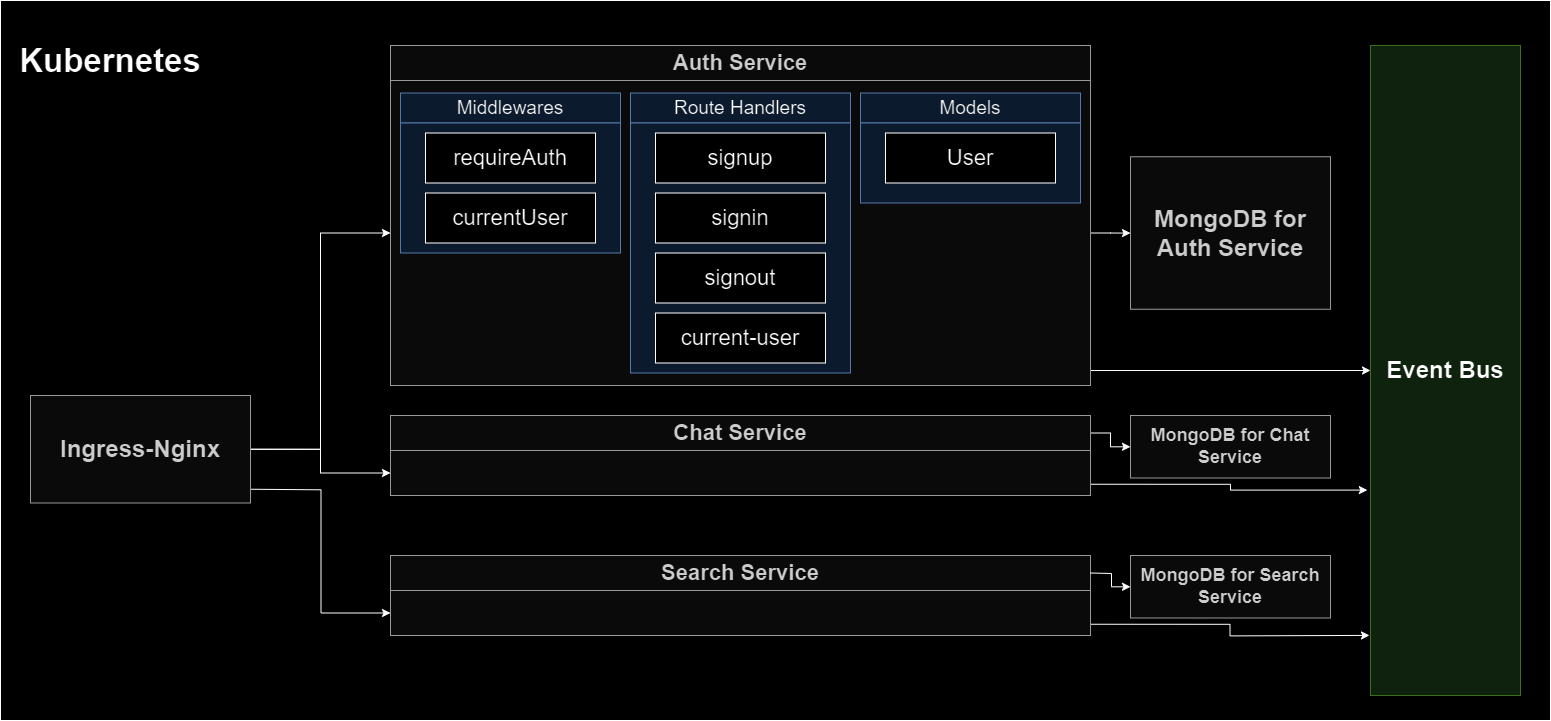 Kubernetes
Auth Service
Middlewares
requireAuth
currentUser
Route Handlers
signup
signin
signout
current-user
Models
User
MongoDB for
Auth Service
Event Bus
Ingress-Nginx
Chat Service
MongoDB for Chat
Service
Search Service
MongoDB for Search
Service